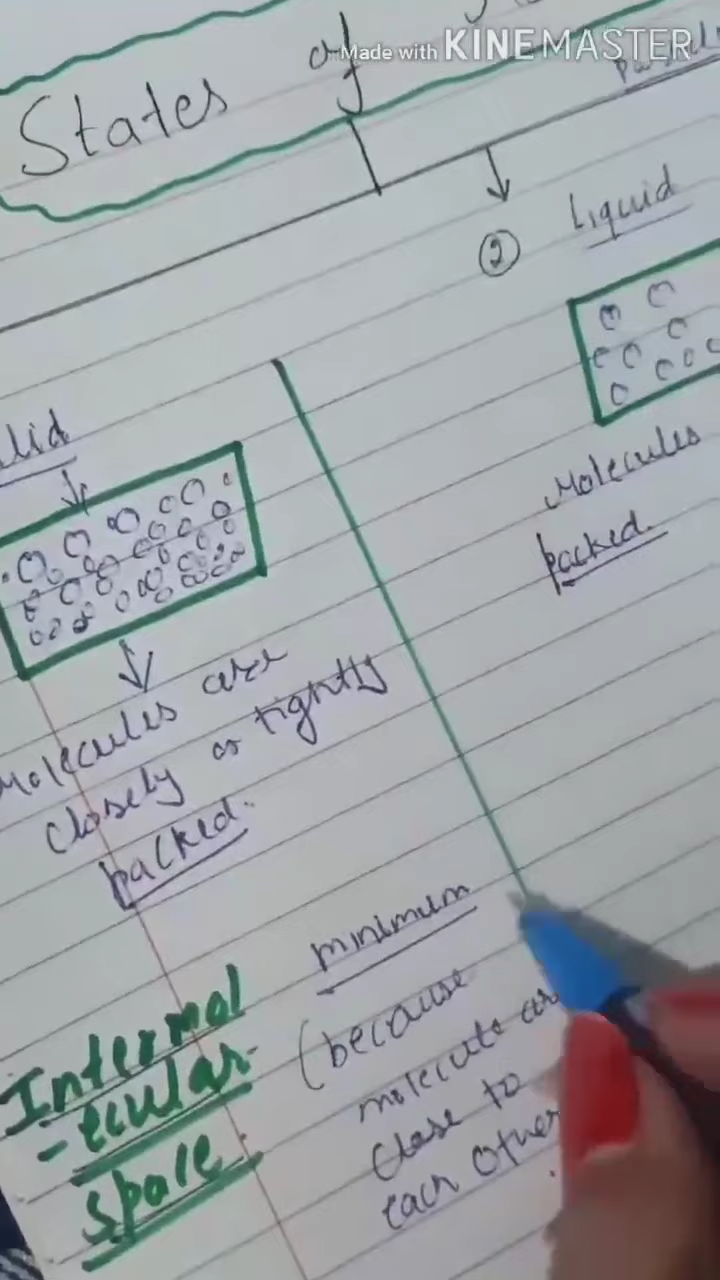 Made with KINEMASTER
States of
② Liquid
Molecules
packed.
Molecules are
closely or tightly
packed.
Intermol
-ecular
space
minimum
(because
molecule are
close to
each other